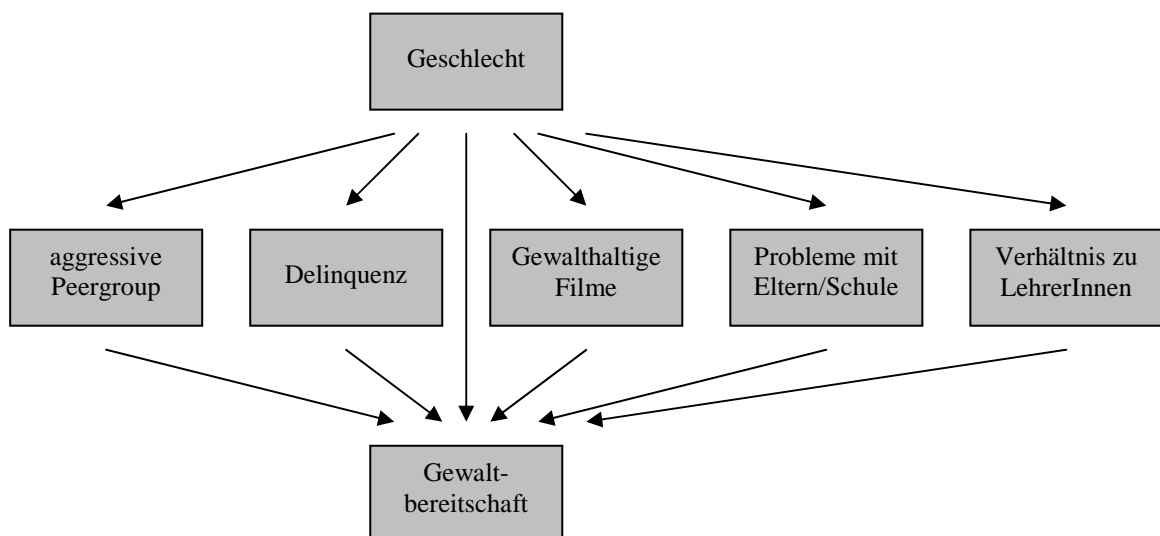 Geschlecht
aggressive
Peergroup
Delinquenz
Gewalthaltige
Filme
Probleme mit
Eltern/Schule
Verhältnis zu
LehrerInnen
Gewalt-
bereitschaft